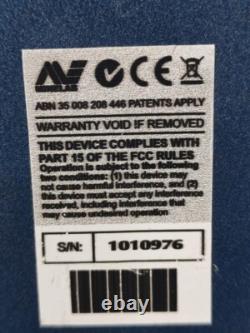 MINELAB
ABN 35 008 208 446 PATENTS APPLY
WARRANTY VOID IF REMOVED
THIS DEVICE COMPLIES WITH
PART 15 OF THE FCC RULES
Operation is subject to the following
two conditions: (1) this device may
not cause harmful interference, and (2)
this device must accept any
interference received, including
interference that may cause
undesired operation.
S/N: 1010976
thumbimg.com